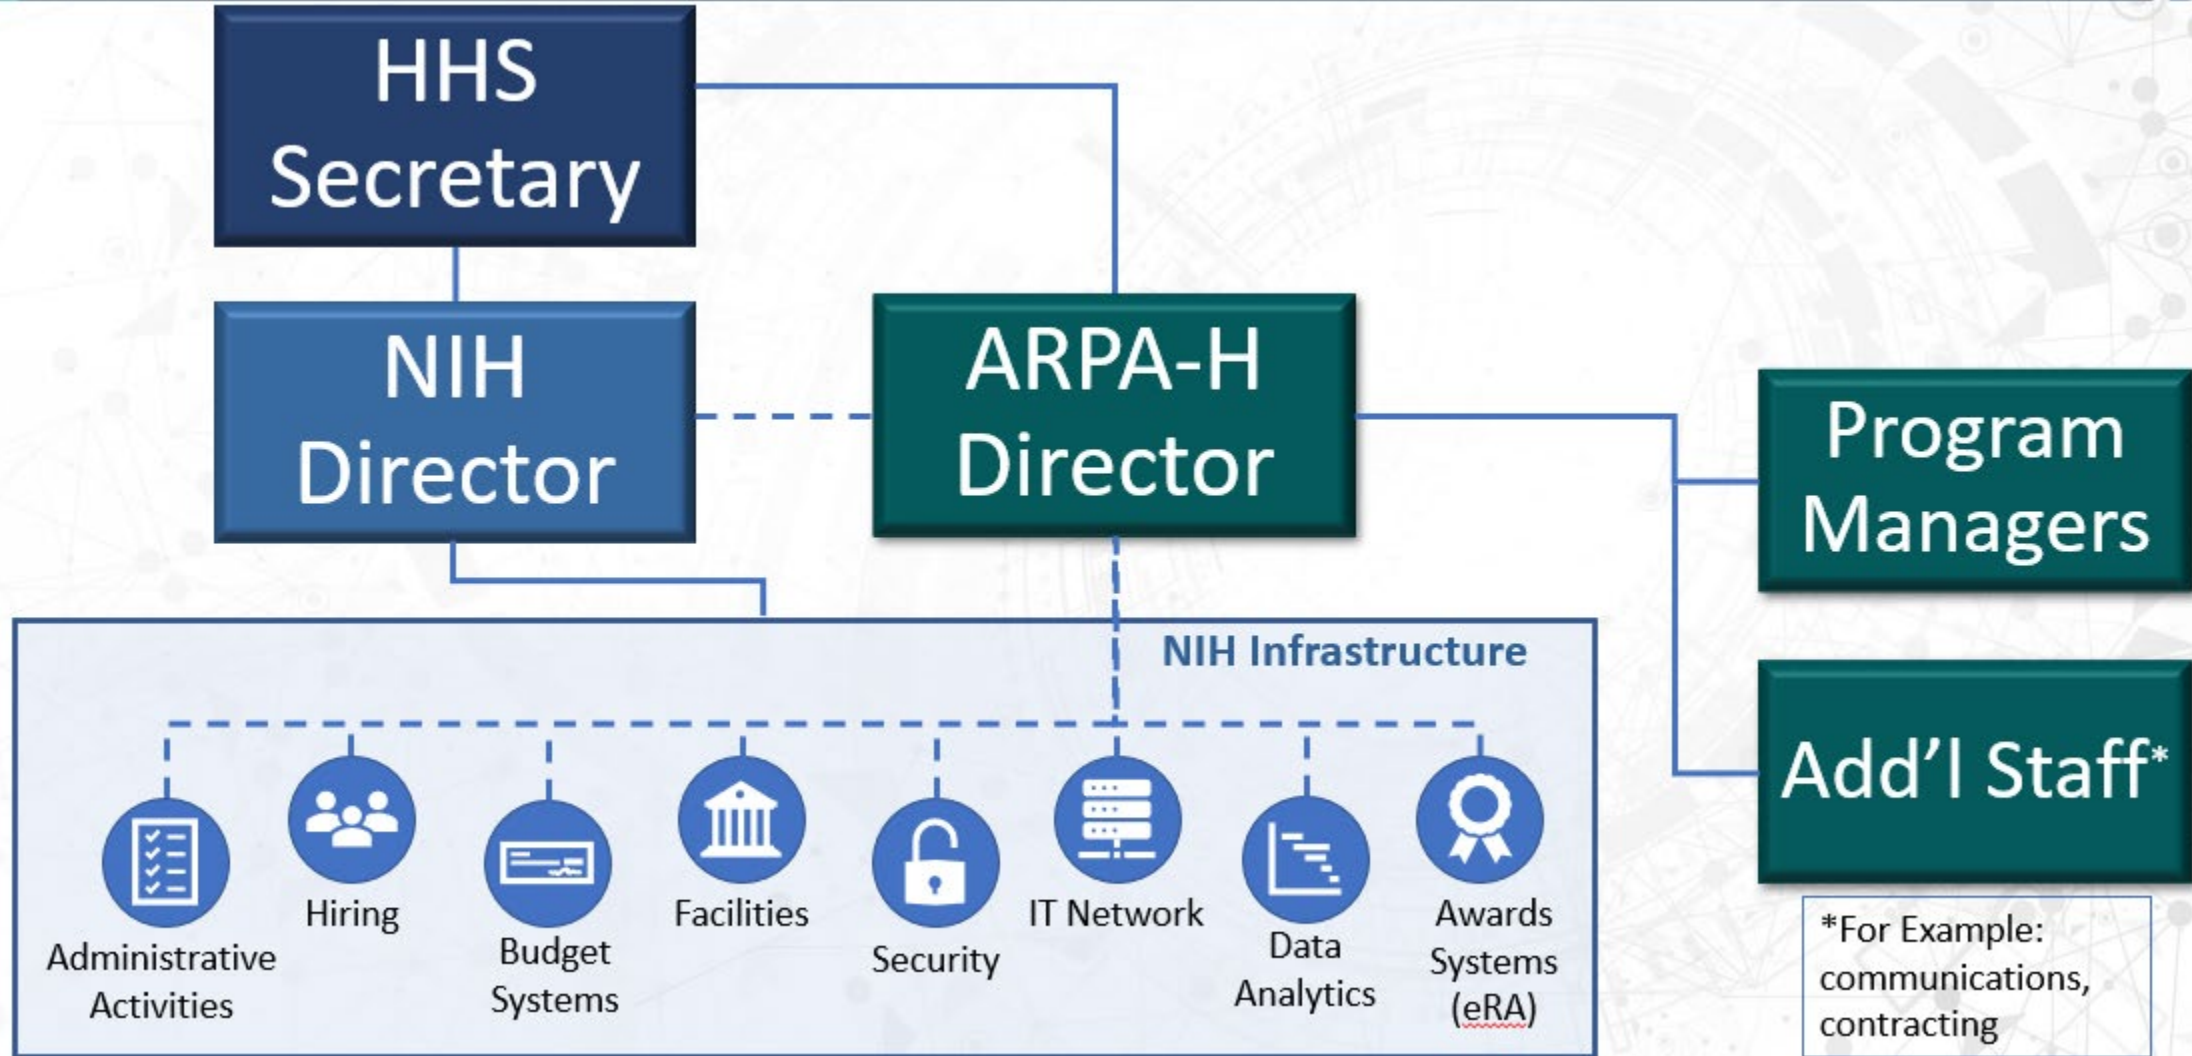 HHS
Secretary
NIH
Director
ARPA-H
Director
Program
Managers
Add'l Staff*
*For Example:
communications,
contracting
NIH Infrastructure
Administrative
Activities
Hiring
Budget
Systems
Facilities
Security
IT Network
Data
Analytics
Awards
Systems
(eRA)